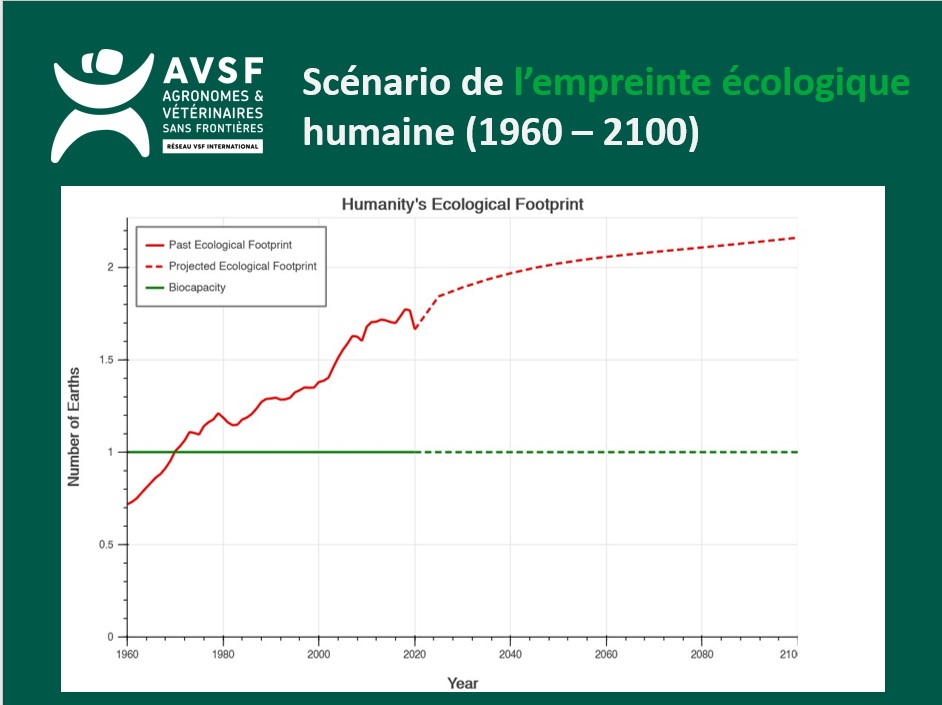 AVSF
AGRONOMES &
VÉTÉRINAIRES
SANS FRONTIÈRES
RÉSEAU VSF INTERNATIONAL
Scénario de l'empreinte écologique
humaine (1960 – 2100)
Humanity's Ecological Footprint
Past Ecological Footprint
Projected Ecological Footprint
Biocapacity
Number of Earths
2
1.5
1
0.5
0
1960 1980 2000 2020 2040 2060 2080 210
Year